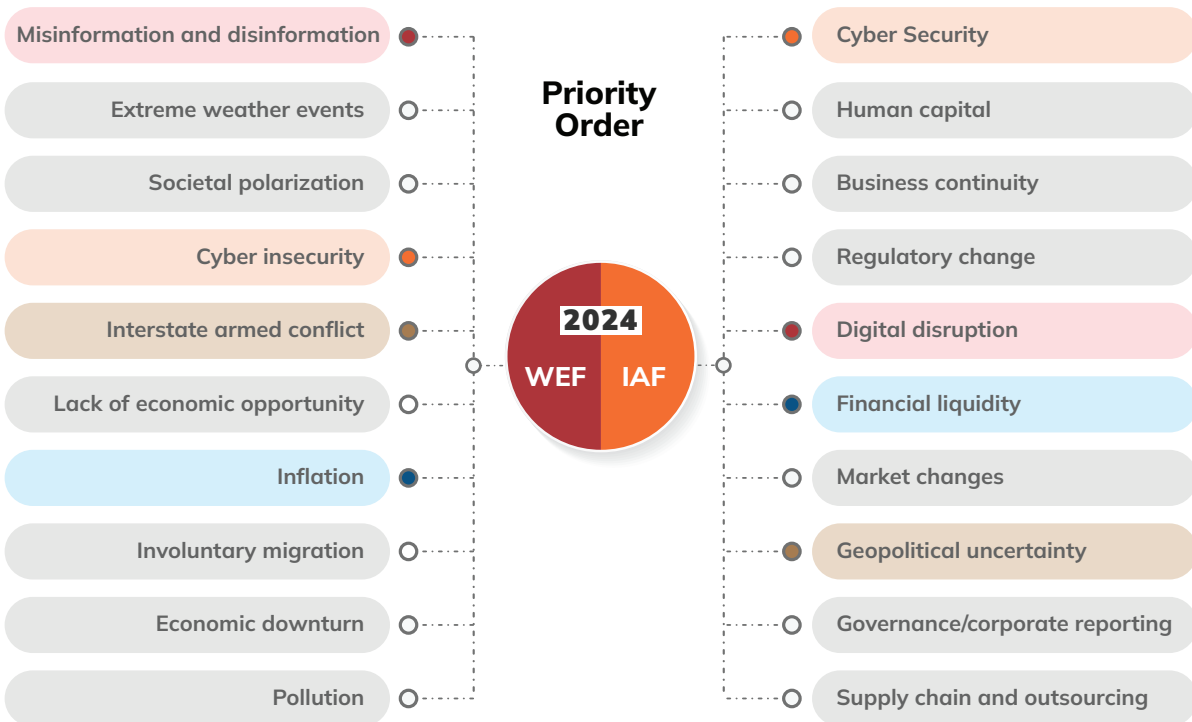 Misinformation and disinformation
Extreme weather events
Societal polarization
Cyber insecurity
Interstate armed conflict
Lack of economic opportunity
Inflation
Involuntary migration
Economic downturn
Pollution
Priority
Order
2024
WEF IAF
Cyber Security
Human capital
Business continuity
Regulatory change
Digital disruption
Financial liquidity
Market changes
Geopolitical uncertainty
Governance/corporate reporting
Supply chain and outsourcing